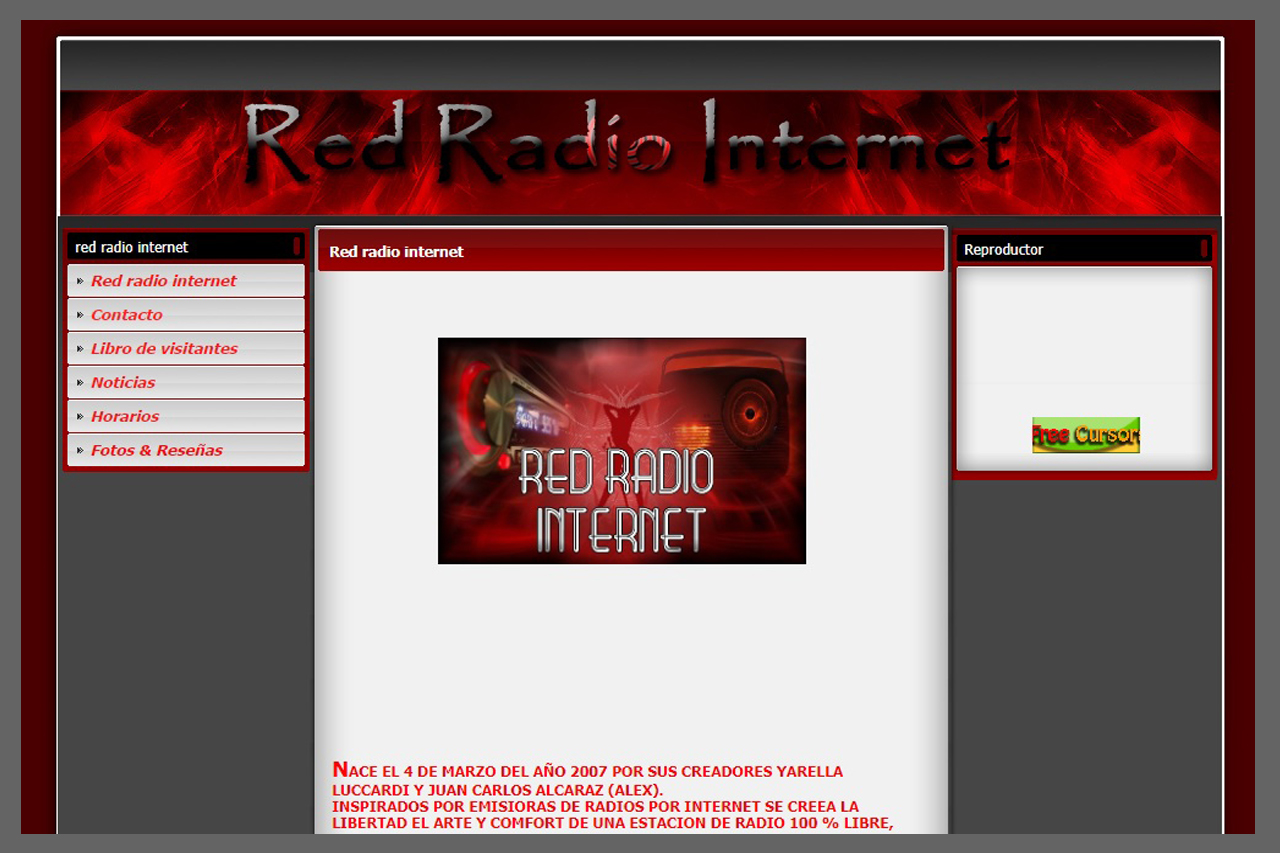 Red Radio Internet
red radio internet
Red radio internet
Contacto
Libro de visitantes
Noticias
Horarios
Fotos & Reseñas
Red radio internet
RED RADIO
INTERNET
NACE EL 4 DE MARZO DEL AÑO 2007 POR SUS CREADORES YARELLA
LUCCARDI Y JUAN CARLOS ALCARAZ (ALEX).
INSPIRADOS POR EMISIORAS DE RADIOS POR INTERNET SE CREEA LA
LIBERTAD EL ARTE Y COMFORT DE UNA ESTACION DE RADIO 100 % LIBRE,
Reproductor
Free Cursor